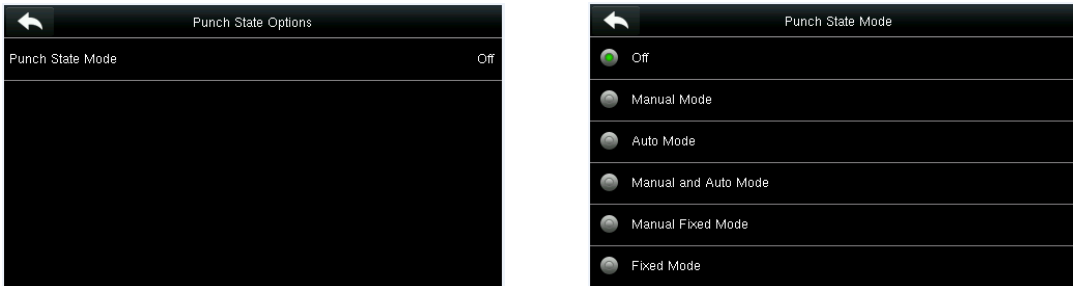 Punch State Options
Punch State Mode Off
Punch State Mode
Off
Manual Mode
Auto Mode
Manual and Auto Mode
Manual Fixed Mode
Fixed Mode